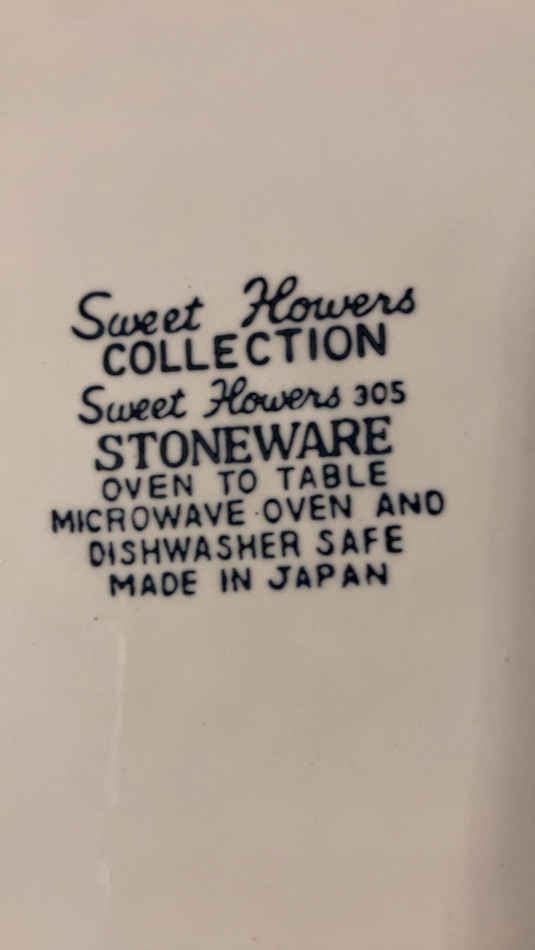 Sweet Flowers
COLLECTION
Sweet Flowers 305
STONEWARE
OVEN TO TABLE
MICROWAVE OVEN AND
DISHWASHER SAFE
MADE IN JAPAN